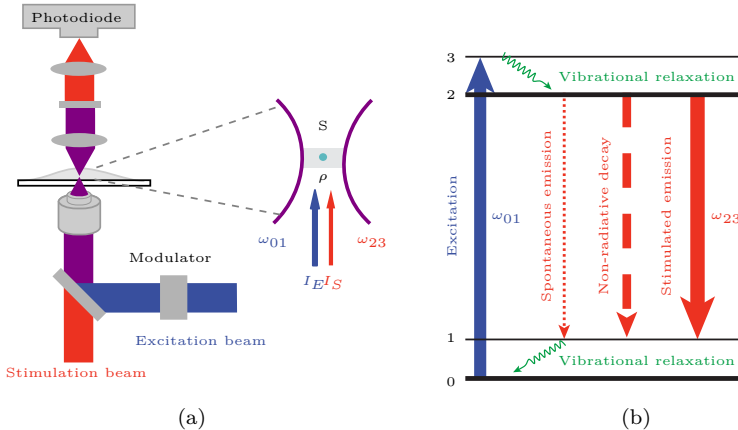 Photodiode
S
ρ
ω01
ω23
Modulator
IE IS
Excitation beam
Stimulation beam
(a)
3
Vibrational relaxation
2
Excitation
ω01
Spontaneous emission
Non-radiative decay
Stimulated emission
ω23
1
Vibrational relaxation
0
(b)